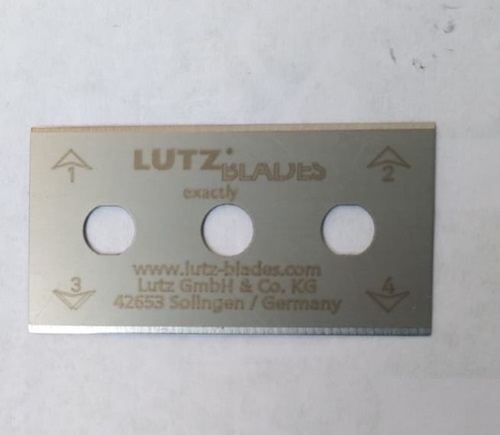 LUTZ BLADES
exactly
1 2
www.lutz-blades.com
Lutz GmbH & Co. KG
3 4
42653 Solingen / Germany